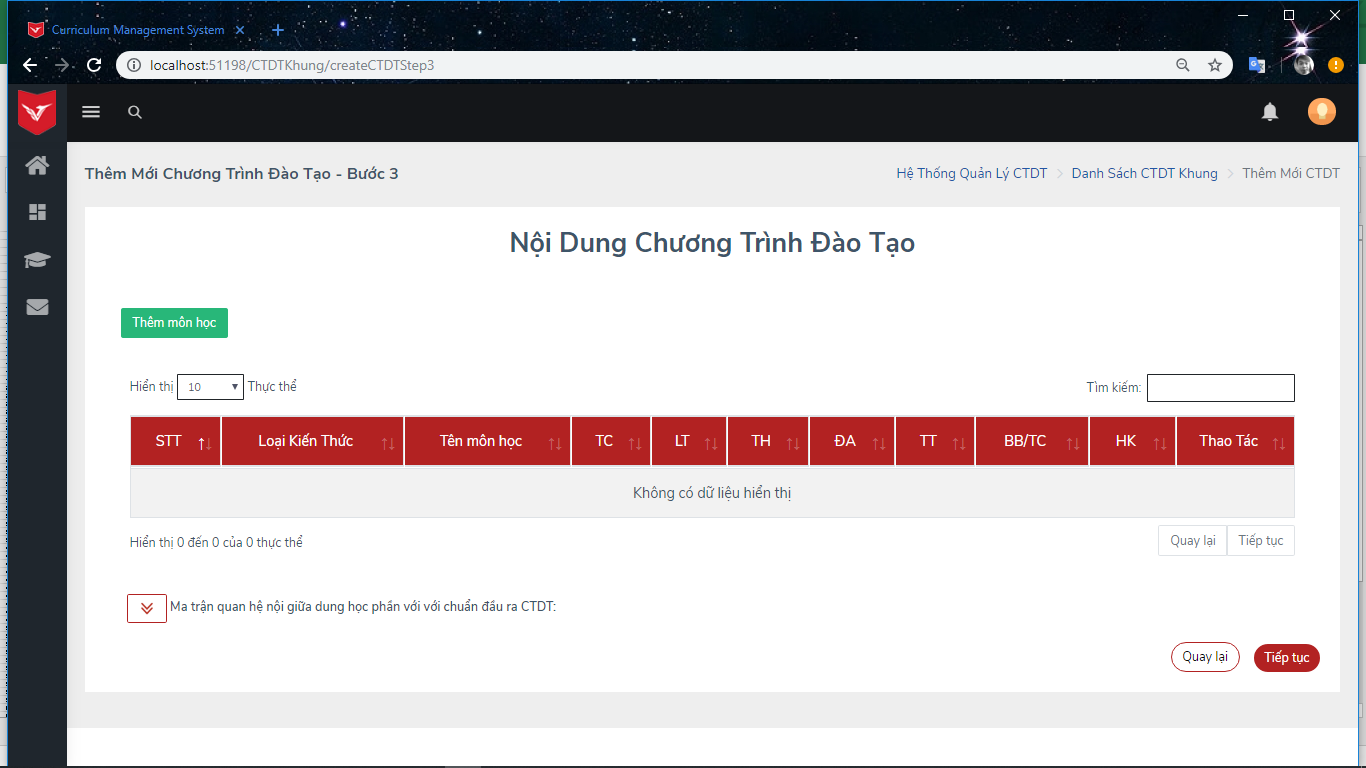 Curriculum Management System
localhost:51198/CTDTKhung/createCTDTStep3
Thêm Mới Chương Trình Đào Tạo - Bước 3
Hệ Thống Quản Lý CTDT > Danh Sách CTDT Khung > Thêm Mới CTDT
Nội Dung Chương Trình Đào Tạo
Thêm môn học
Hiển thị 10 Thực thể
Tìm kiếm:
STT Loại Kiến Thức Tên môn học TC LT TH ĐA TT BB/TC HK Thao Tác
Không có dữ liệu hiển thị
Hiển thị 0 đến 0 của 0 thực thể
Quay lại Tiếp tục
Ma trận quan hệ nội giữa dung học phần với với chuẩn đầu ra CTDT:
Quay lại Tiếp tục